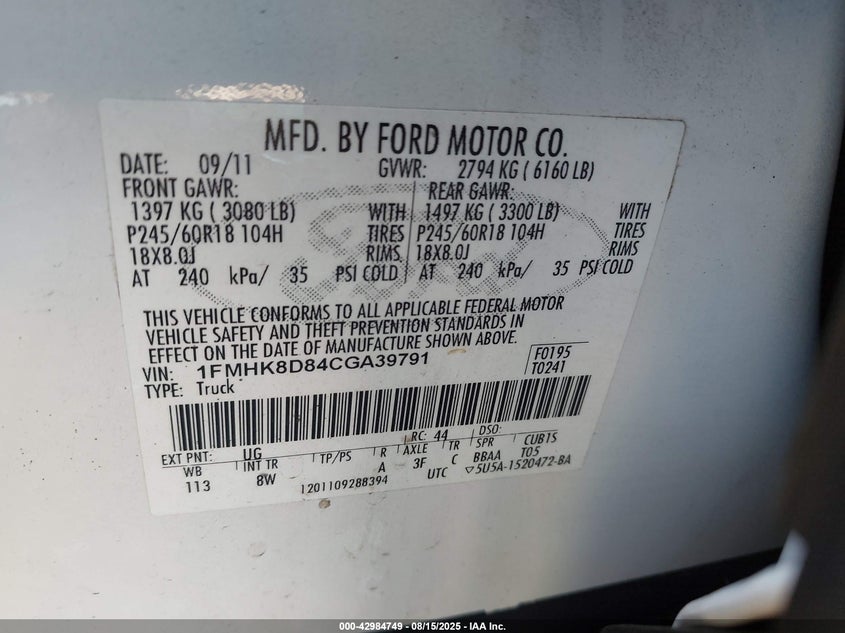 MFD. BY FORD MOTOR CO.
DATE: 09/11 GVWR: 2794 KG ( 6160 LB)
FRONT GAWR: REAR GAWR:
1397 KG ( 3080 LB) WITH 1497 KG ( 3300 LB) WITH
P245/60R18 104H TIRES P245/60R18 104H TIRES
18X8.0J RIMS 18X8.0J RIMS
AT 240 kPa/ 35 PSI COLD AT 240 kPa/ 35 PSI COLD
THIS VEHICLE CONFORMS TO ALL APPLICABLE FEDERAL MOTOR
VEHICLE SAFETY AND THEFT PREVENTION STANDARDS IN
EFFECT ON THE DATE OF MANUFACTURE SHOWN ABOVE.
VIN: 1FMHK8D84CGA39791 F0195
TYPE: Truck T0241
EXT PNT: UG RC: 44 DSO:
WB INT TR TP/PS R AXLE TR SPR CUB1S
113 8W A 3F C BBAA T05
1201109288394 UTC 5U5A-1520472-BA
000-42984749 - 08/15/2025 - IAA Inc.